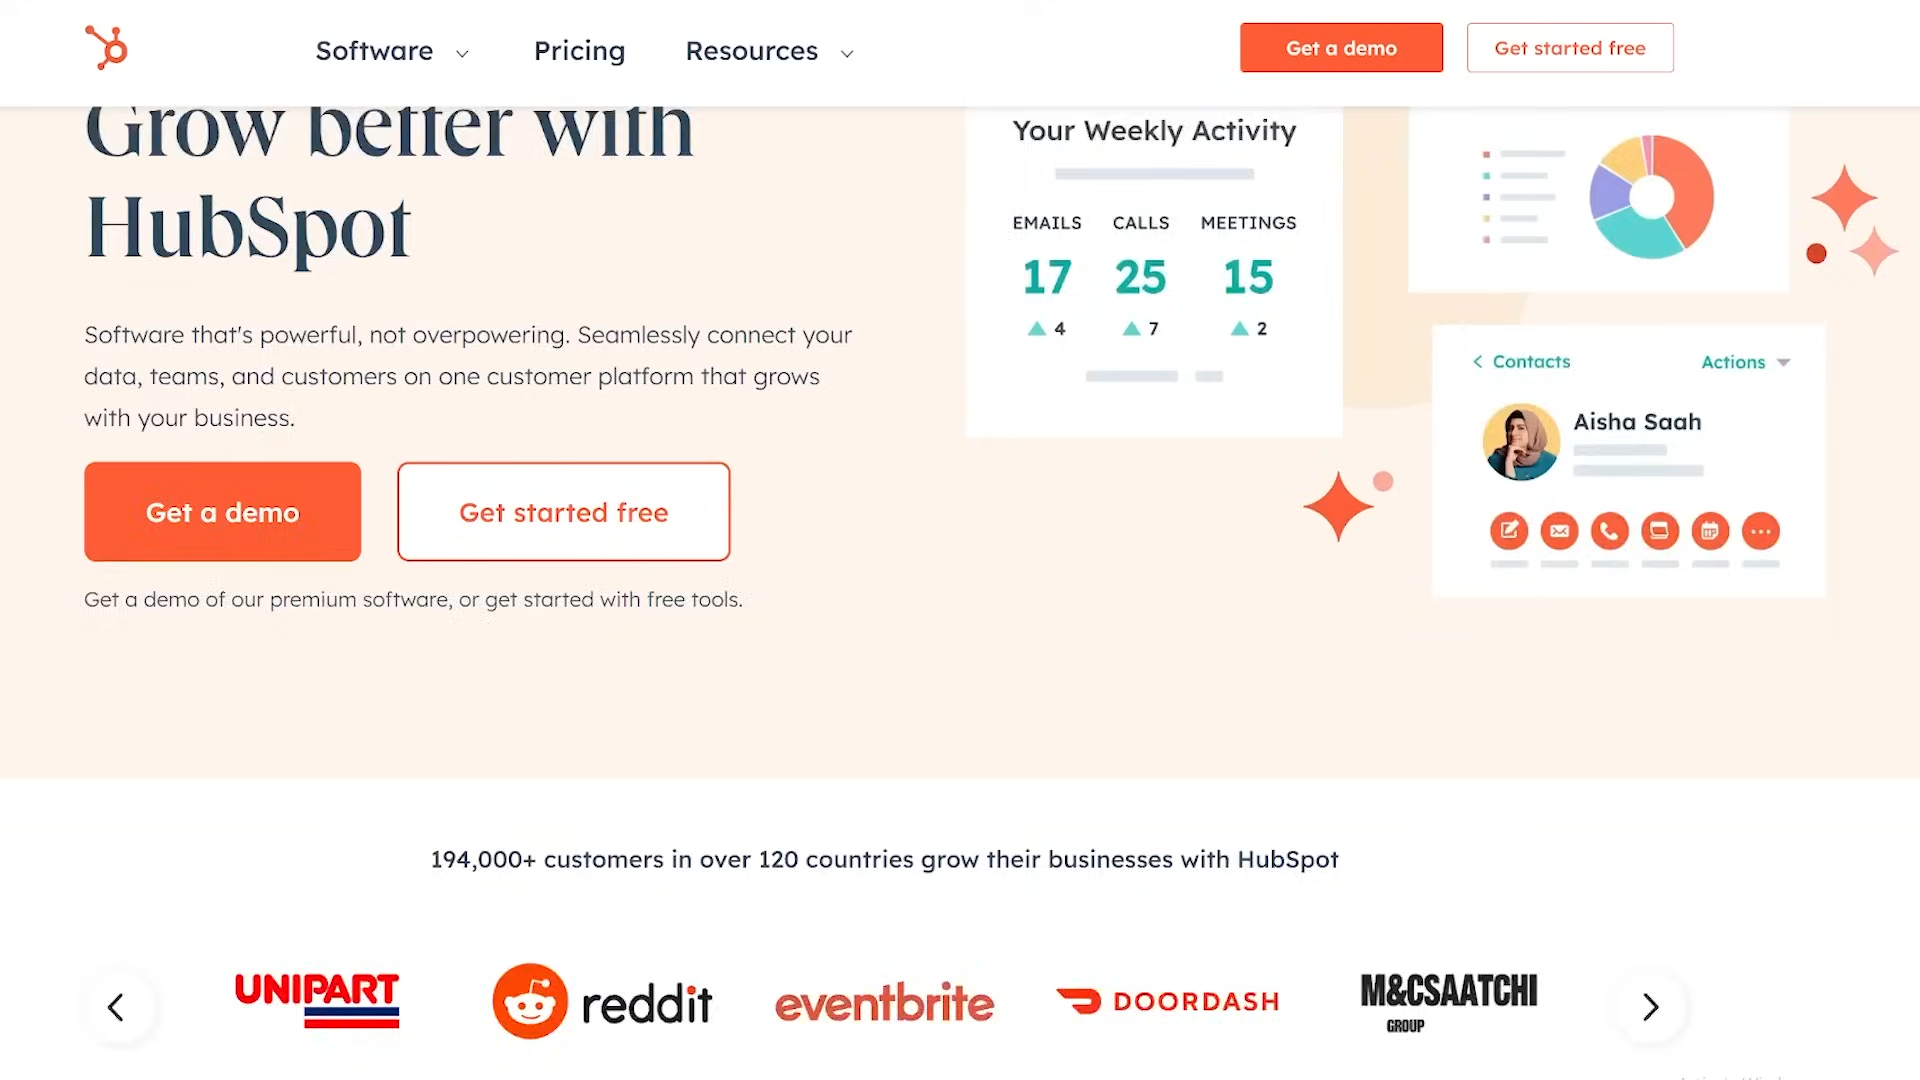 Software
Pricing
Resources
Get a demo
Get started free
Grow better with
HubSpot
Software that's powerful, not overpowering. Seamlessly connect your
data, teams, and customers on one customer platform that grows
with your business.
Get a demo
Get started free
Get a demo of our premium software, or get started with free tools.
Your Weekly Activity
EMAILS CALLS MEETINGS
17 25 15
4 7 2
Contacts
Actions
Aisha Saah
194,000+ customers in over 120 countries grow their businesses with HubSpot
UNIPART
reddit
eventbrite
DOORDASH
M&CSAATCHI
GROUP